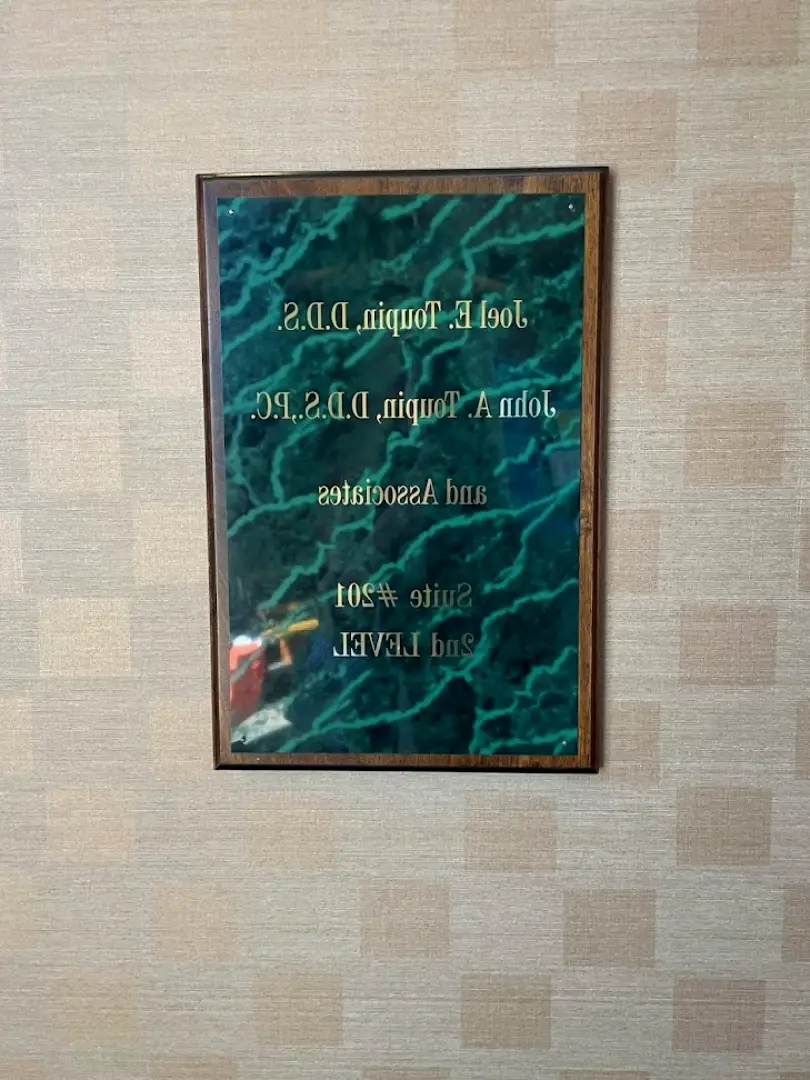 Joel E. Toupin, D.D.S.
John A. Toupin, D.D.S.,P.C.
and Associates
Suite #201
2nd LEVEL